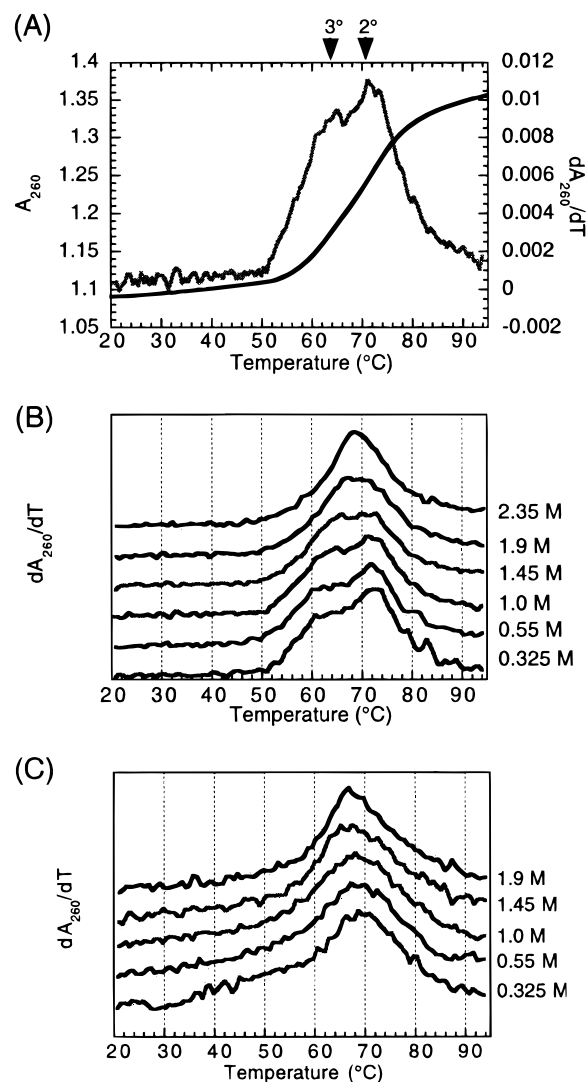 (A)
3° 2°
1.4 0.012
1.35 0.01
1.3 0.008
1.25 0.006
1.2 0.004
1.15 0.002
1.1 0
1.05 -0.002
A260
dA260/dT
20 30 40 50 60 70 80 90
Temperature (°C)
(B)
dA260/dT
2.35 M
1.9 M
1.45 M
1.0 M
0.55 M
0.325 M
20 30 40 50 60 70 80 90
Temperature (°C)
(C)
dA260/dT
1.9 M
1.45 M
1.0 M
0.55 M
0.325 M
20 30 40 50 60 70 80 90
Temperature (°C)